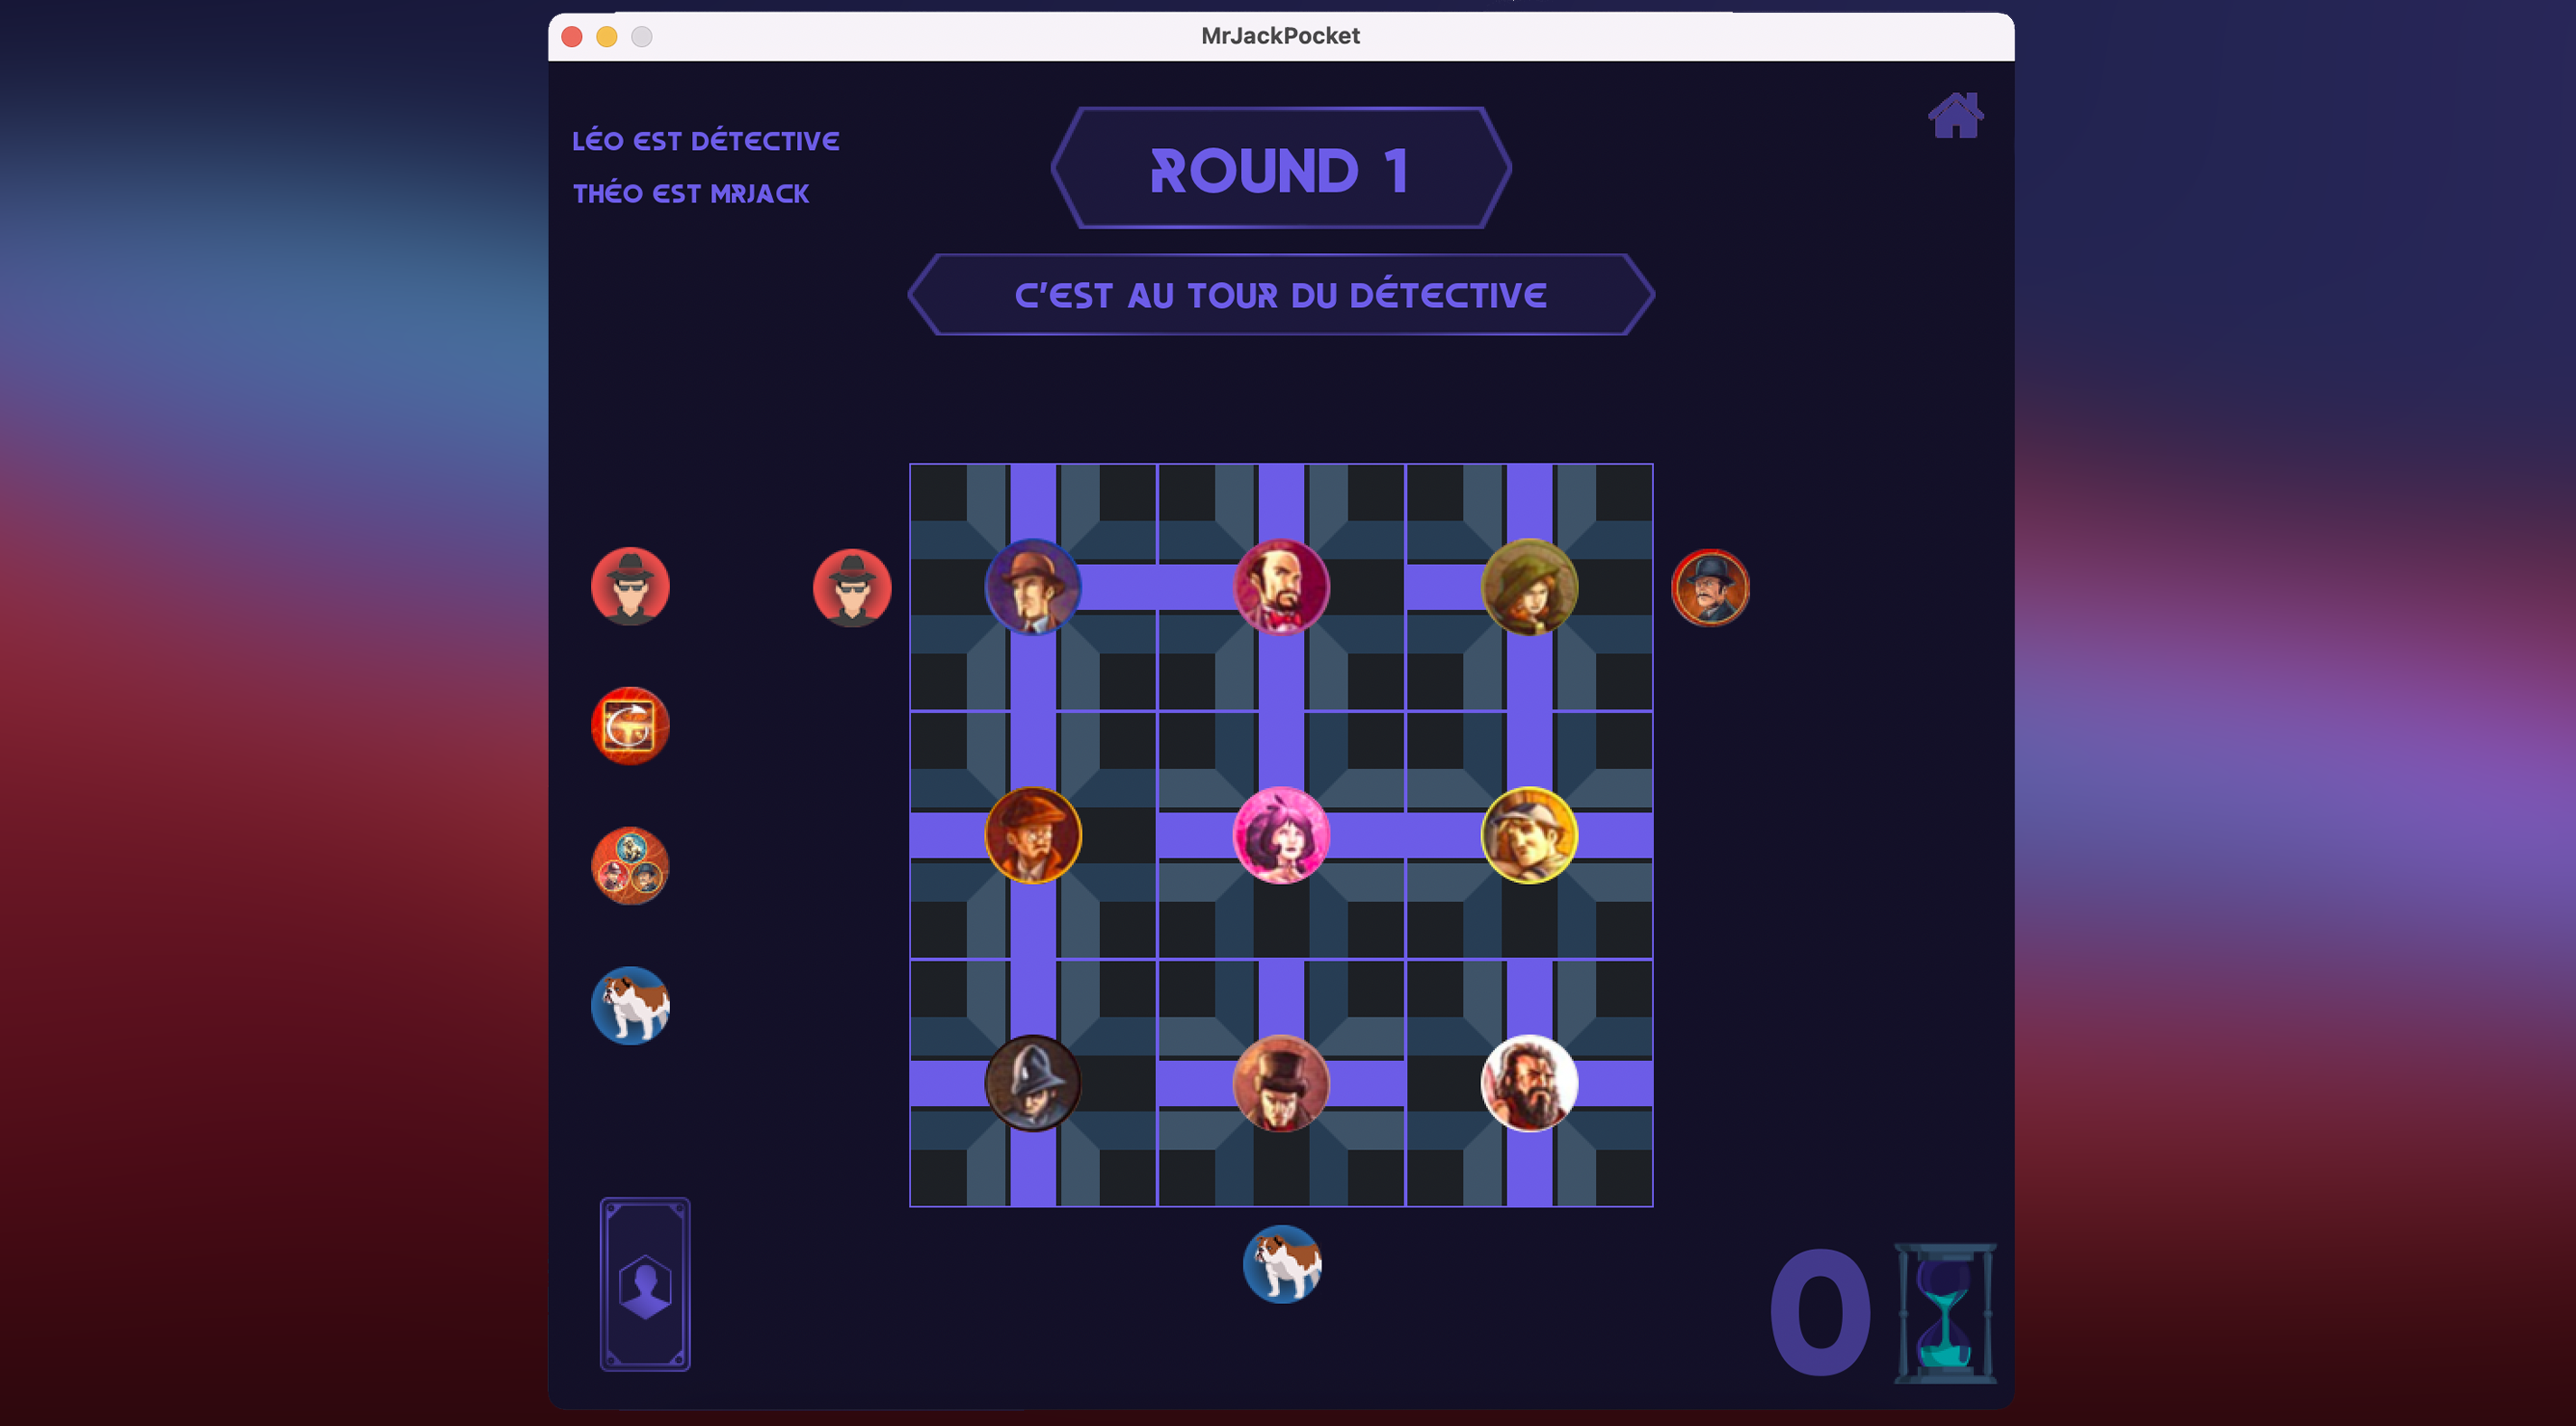 MrJackPocket
LÉO EST DÉTECTIVE
THÉO EST MRJACK
ROUND 1
C'EST AU TOUR DU DÉTECTIVE
0